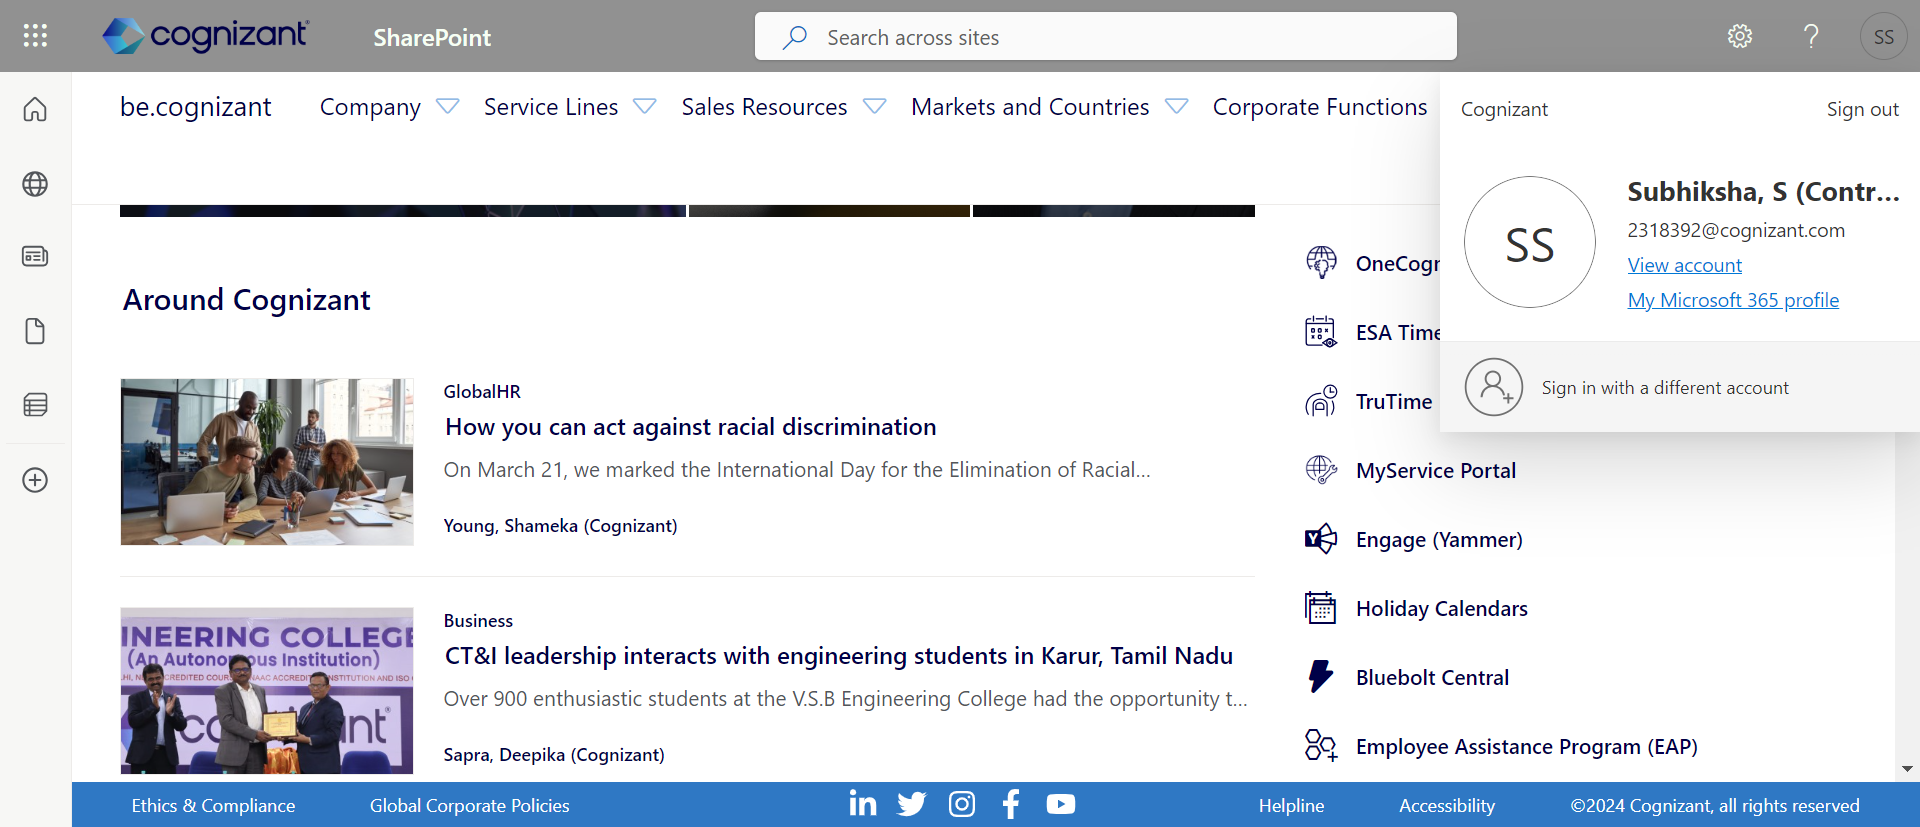 cognizant
SharePoint
Search across sites
SS
be.cognizant
Company
Service Lines
Sales Resources
Markets and Countries
Corporate Functions
Cognizant
Sign out
SS
Subhiksha, S (Contr...
2318392@cognizant.com
View account
My Microsoft 365 profile
Sign in with a different account
Around Cognizant
GlobalHR
How you can act against racial discrimination
On March 21, we marked the International Day for the Elimination of Racial...
Young, Shameka (Cognizant)
INEERING COLLEGE
(An Autonomous Institution)
Business
CT&I leadership interacts with engineering students in Karur, Tamil Nadu
Over 900 enthusiastic students at the V.S.B Engineering College had the opportunity t...
Sapra, Deepika (Cognizant)
OneCogn
ESA Time
TruTime
MyService Portal
Engage (Yammer)
Holiday Calendars
Bluebolt Central
Employee Assistance Program (EAP)
Ethics & Compliance
Global Corporate Policies
Helpline
Accessibility
©2024 Cognizant, all rights reserved